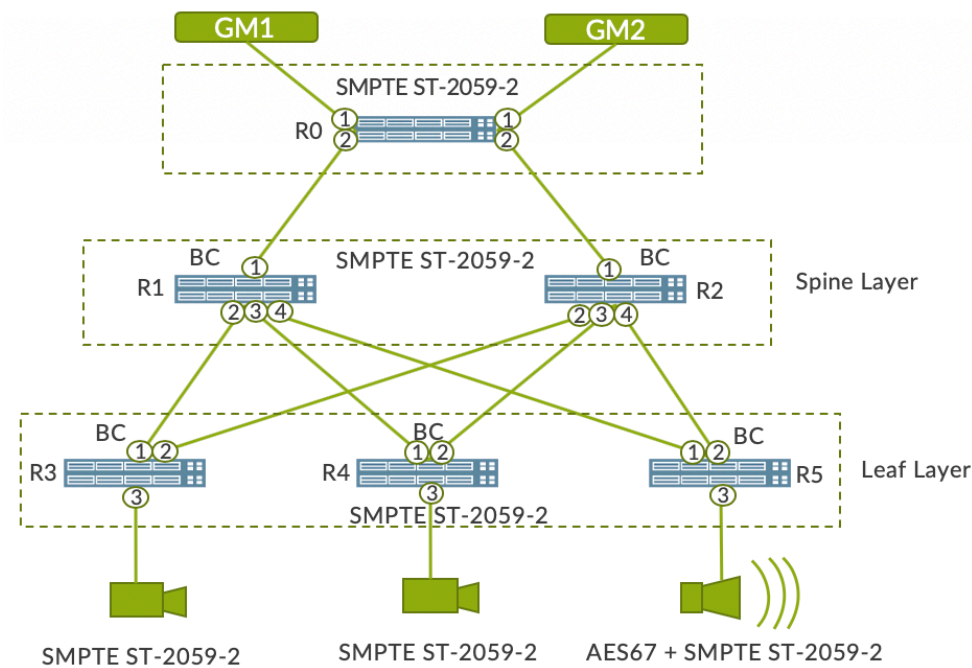 GM1
GM2
SMPTE ST-2059-2
1
1
R0
2
2
BC
SMPTE ST-2059-2
BC
1
1
R1
R2
Spine Layer
2 3 4
2 3 4
BC
BC
BC
1 2
1 2
1 2
R3
R4
R5
Leaf Layer
3
3
3
SMPTE ST-2059-2
SMPTE ST-2059-2
SMPTE ST-2059-2
AES67 + SMPTE ST-2059-2